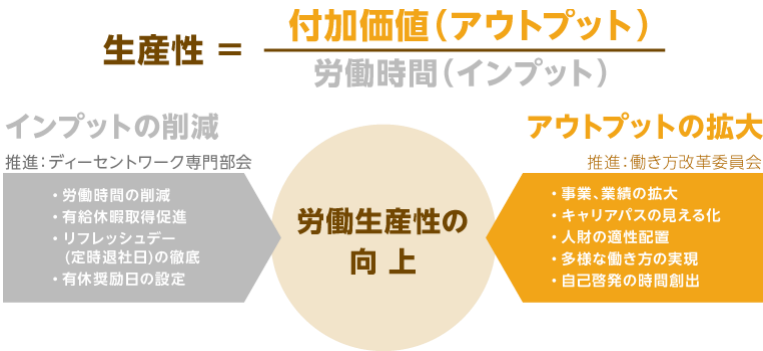 生産性 = 付加価値(アウトプット)
労働時間(インプット)
インプットの削減
推進:ディーセントワーク専門部会
・労働時間の削減
・有給休暇取得促進
・リフレッシュデー
(定時退社日)の徹底
・有休奨励日の設定
労働生産性の
向上
アウトプットの拡大
推進:働き方改革委員会
・事業、業績の拡大
・キャリアパスの見える化
・人財の適性配置
・多様な働き方の実現
・自己啓発の時間創出